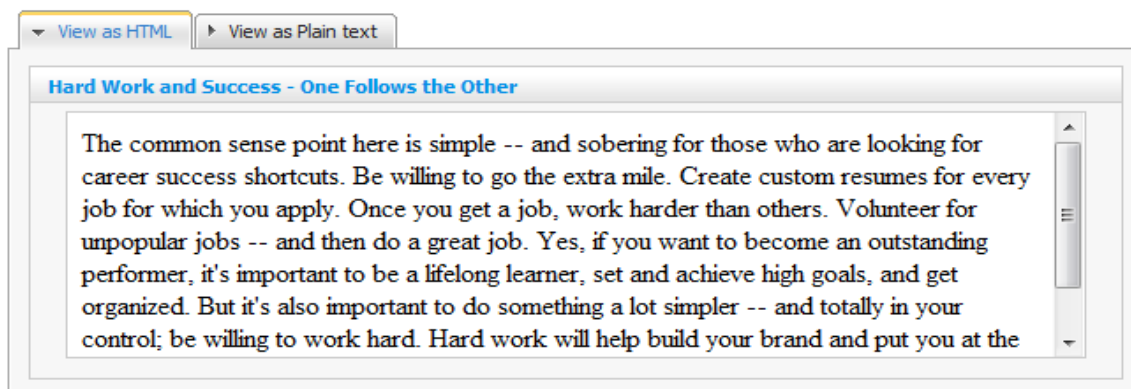 View as HTML View as Plain text
Hard Work and Success - One Follows the Other
The common sense point here is simple -- and sobering for those who are looking for
career success shortcuts. Be willing to go the extra mile. Create custom resumes for every
job for which you apply. Once you get a job, work harder than others. Volunteer for
unpopular jobs -- and then do a great job. Yes, if you want to become an outstanding
performer, it's important to be a lifelong learner, set and achieve high goals, and get
organized. But it's also important to do something a lot simpler -- and totally in your
control; be willing to work hard. Hard work will help build your brand and put you at the